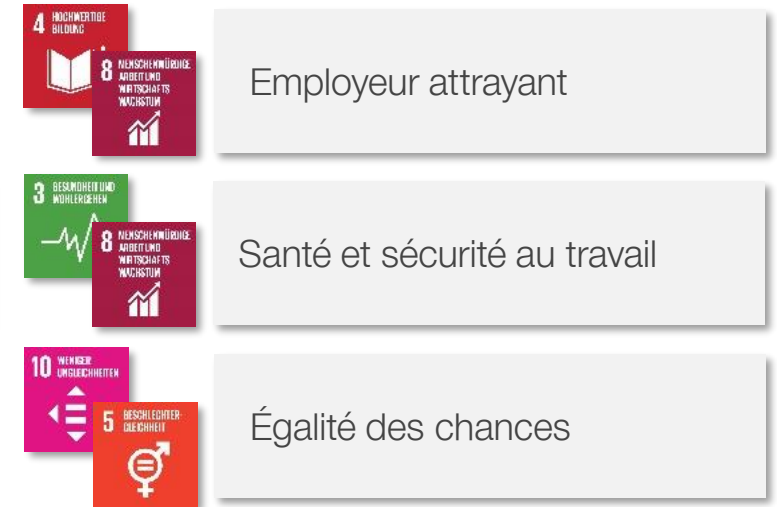 4 HOCHWERTIGE
BILDUNG
8 MENSCHENWÜRDIGE
ARBEIT UND
WIRTSCHAFTS
WACHSTUM
Employeur attrayant
3 GESUNDHEIT UND
WOHLERGEHEN
8 MENSCHENWÜRDIGE
ARBEIT UND
WIRTSCHAFTS
WACHSTUM
Santé et sécurité au travail
10 WENIGER
UNGLEICHHEITEN
5 GESCHLECHTER-
GLEICHHEIT
Égalité des chances